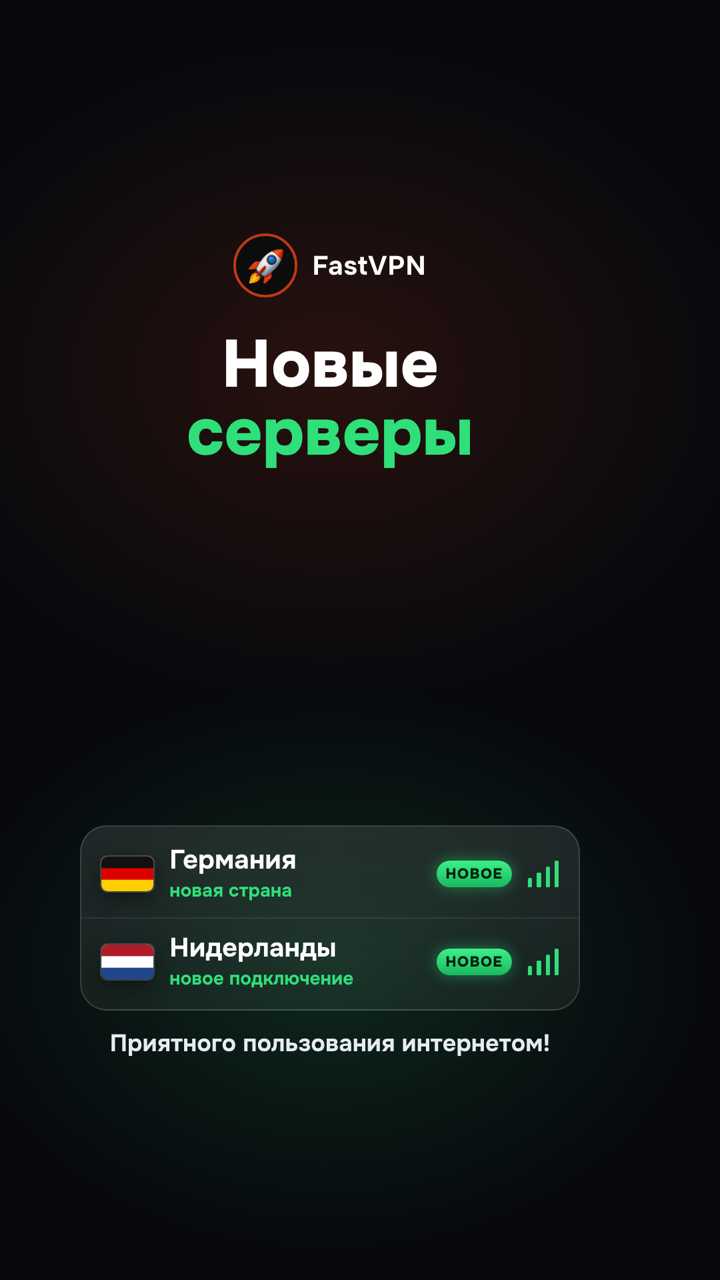 FastVPN
Новые
серверы
Германия
новая страна
НОВОЕ
Нидерланды
новое подключение
НОВОЕ
Приятного пользования интернетом!